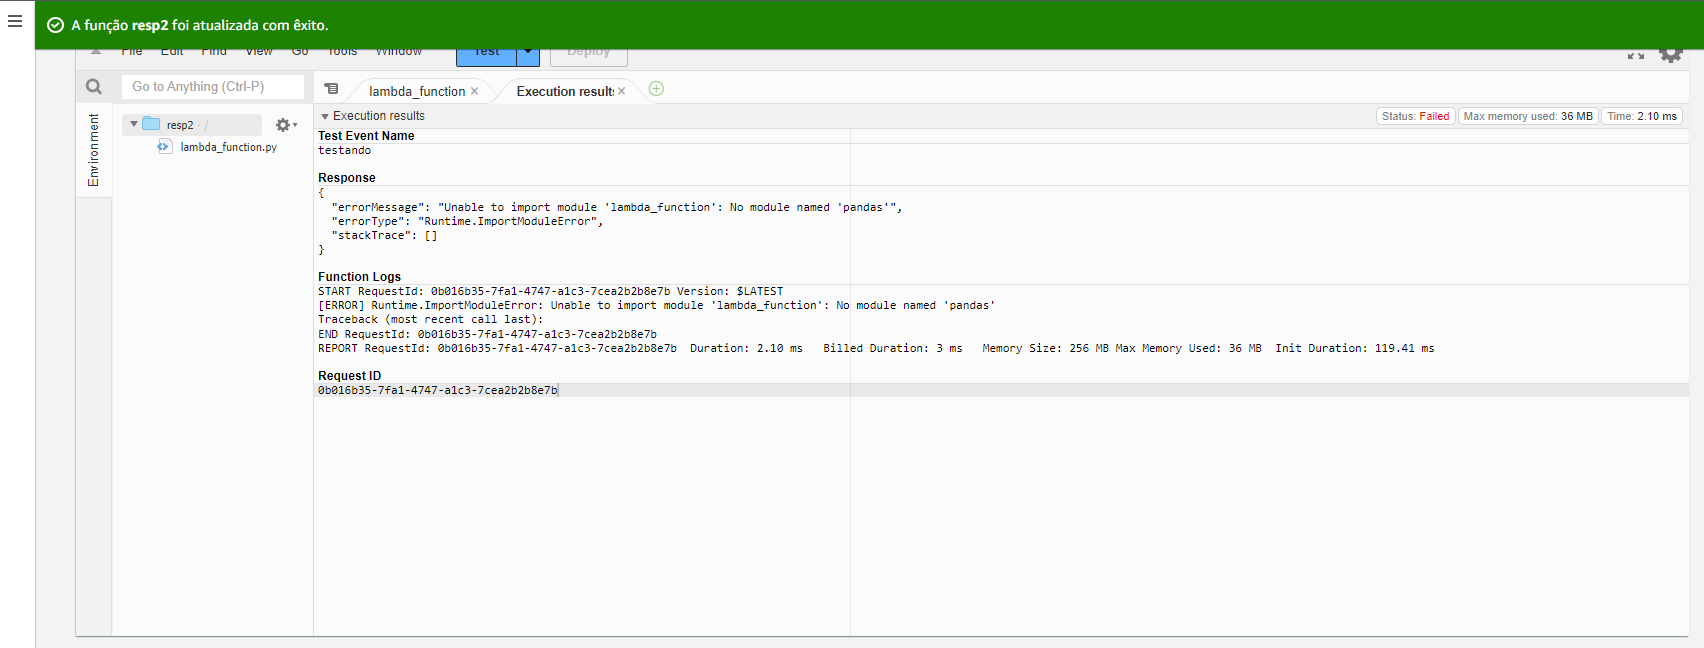 A função resp2 foi atualizada com êxito.
File Edit Find View Go Tools Window Test Deploy
Go to Anything (Ctrl-P)
lambda_function
Execution results
Environment
resp2 - /
lambda_function.py
Execution results
Status: Failed
Max memory used: 36 MB
Time: 2.10 ms
Test Event Name
testando
Response
{
"errorMessage": "Unable to import module 'lambda_function': No module named 'pandas'",
"errorType": "Runtime.ImportModuleError",
"stackTrace": []
}
Function Logs
START RequestId: 0b016b35-7fa1-4747-a1c3-7cea2b2b8e7b Version: $LATEST
[ERROR] Runtime.ImportModuleError: Unable to import module 'lambda_function': No module named 'pandas'
Traceback (most recent call last):
END RequestId: 0b016b35-7fa1-4747-a1c3-7cea2b2b8e7b
REPORT RequestId: 0b016b35-7fa1-4747-a1c3-7cea2b2b8e7b Duration: 2.10 ms Billed Duration: 3 ms Memory Size: 256 MB Max Memory Used: 36 MB Init Duration: 119.41 ms
Request ID
0b016b35-7fa1-4747-a1c3-7cea2b2b8e7b